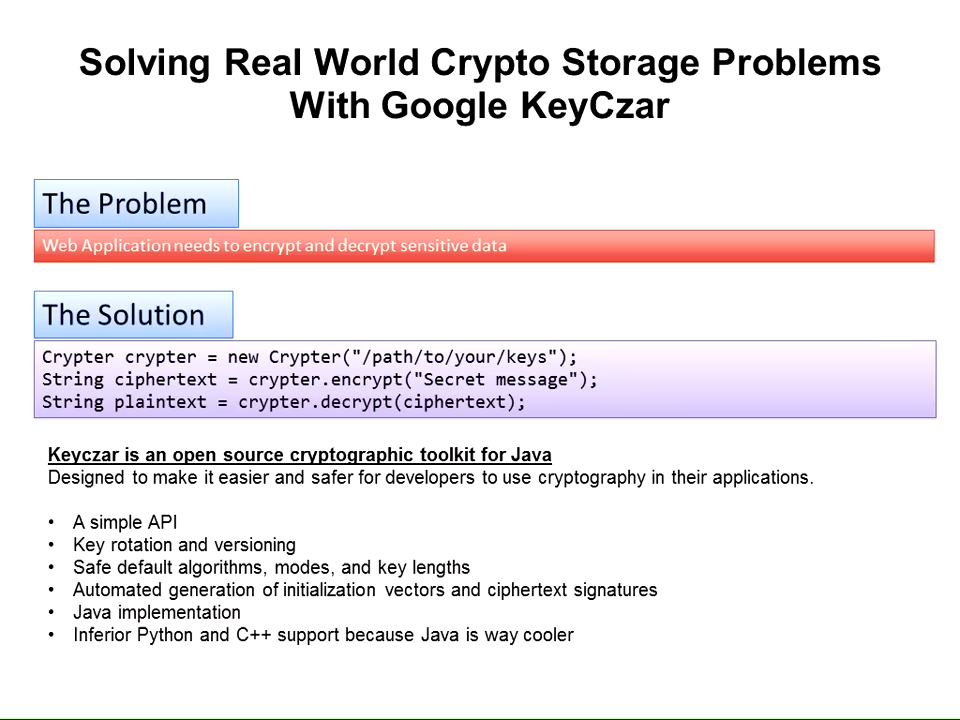 Solving Real World Crypto Storage Problems
With Google KeyCzar
The Problem
Web Application needs to encrypt and decrypt sensitive data
The Solution
Crypter crypter = new Crypter("/path/to/your/keys");
String ciphertext = crypter.encrypt("Secret message");
String plaintext = crypter.decrypt(ciphertext);
Keyczar is an open source cryptographic toolkit for Java
Designed to make it easier and safer for developers to use cryptography in their applications.
• A simple API
• Key rotation and versioning
• Safe default algorithms, modes, and key lengths
• Automated generation of initialization vectors and ciphertext signatures
• Java implementation
• Inferior Python and C++ support because Java is way cooler